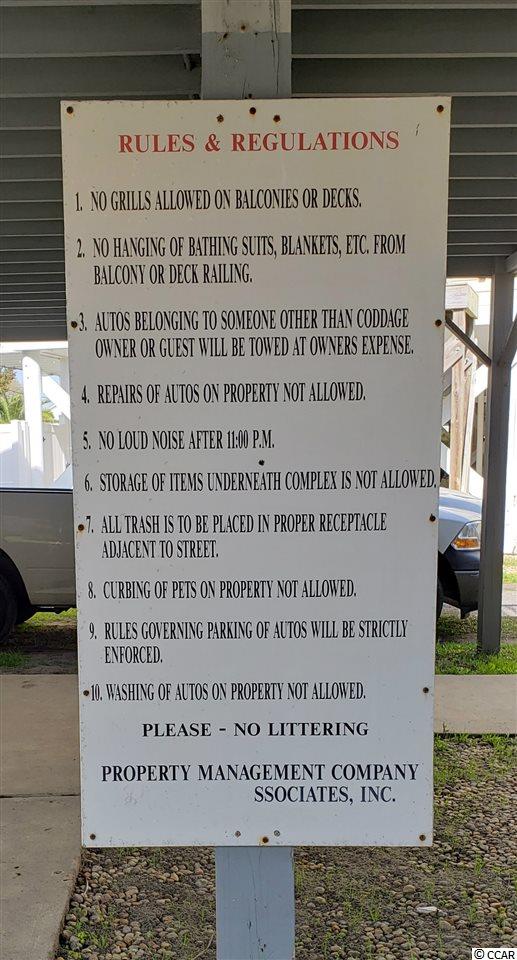 RULES & REGULATIONS
1. NO GRILLS ALLOWED ON BALCONIES OR DECKS.
2. NO HANGING OF BATHING SUITS, BLANKETS, ETC. FROM
BALCONY OR DECK RAILING.
3. AUTOS BELONGING TO SOMEONE OTHER THAN CODDAGE
OWNER OR GUEST WILL BE TOWED AT OWNERS EXPENSE.
4. REPAIRS OF AUTOS ON PROPERTY NOT ALLOWED.
5. NO LOUD NOISE AFTER 11:00 P.M.
6. STORAGE OF ITEMS UNDERNEATH COMPLEX IS NOT ALLOWED.
7. ALL TRASH IS TO BE PLACED IN PROPER RECEPTACLE
ADJACENT TO STREET.
8. CURBING OF PETS ON PROPERTY NOT ALLOWED.
9. RULES GOVERNING PARKING OF AUTOS WILL BE STRICTLY
ENFORCED.
10. WASHING OF AUTOS ON PROPERTY NOT ALLOWED.
PLEASE - NO LITTERING
PROPERTY MANAGEMENT COMPANY
SSOCIATES, INC.
© CCAR